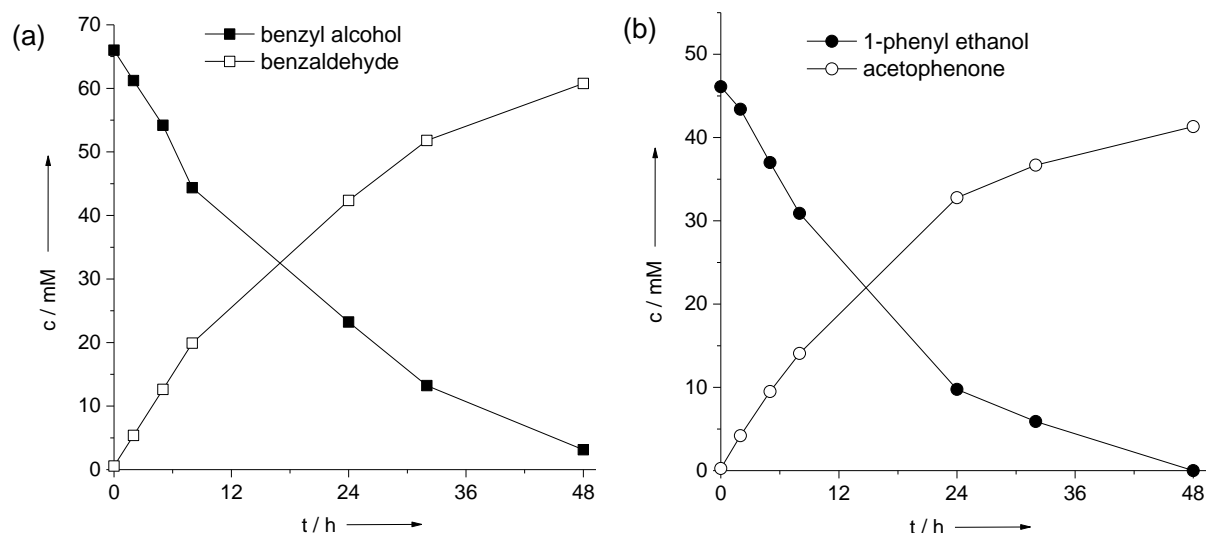 (a)
benzyl alcohol
benzaldehyde
70
60
50
40
30
20
10
0
c / mM
0 12 24 36 48
t / h
(b)
1-phenyl ethanol
acetophenone
50
40
30
20
10
0
c / mM
0 12 24 36 48
t / h